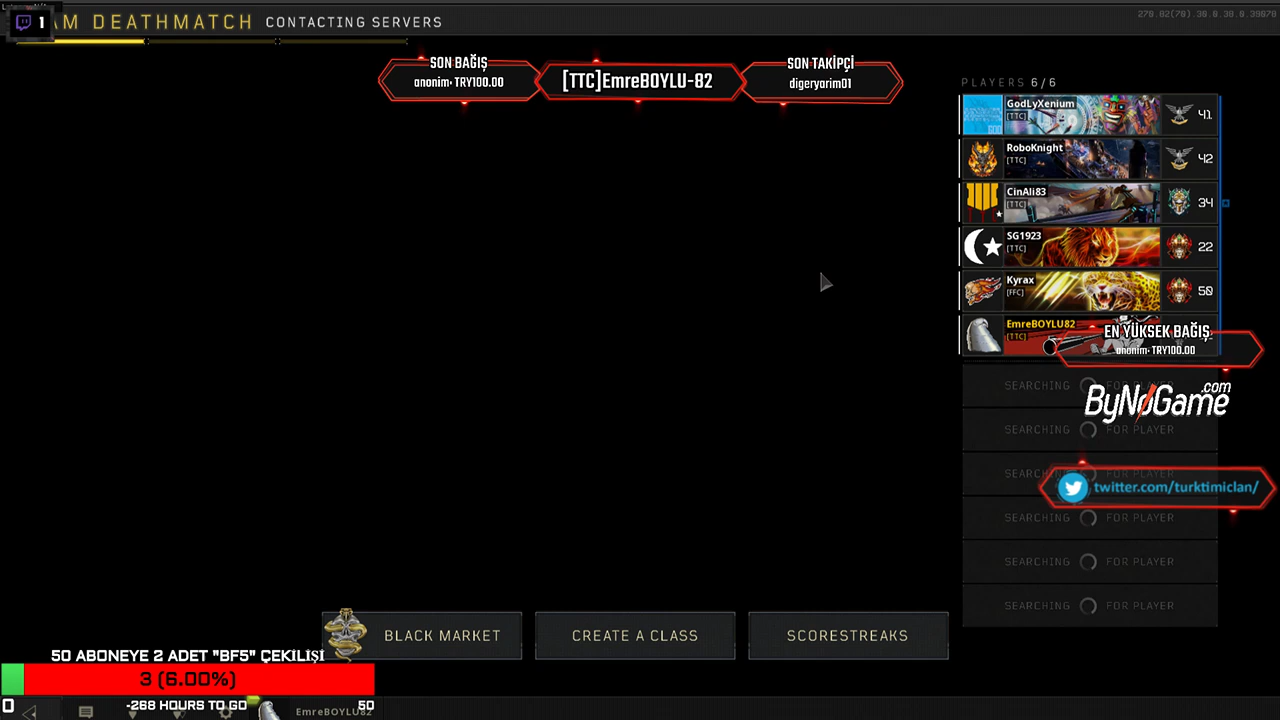 1
AM DEATHMATCH CONTACTING SERVERS
SON BAĞIŞ
anonim: TRY100.00
[TTC]EmreBOYLU-82
SON TAKİPÇİ
digeryarim01
PLAYERS 6/6
GodLyXenium
[TTC]
41
RoboKnight
[TTC]
42
CinAli83
[TTC]
34
SG1923
[TTC]
22
Kyrax
[FFC]
50
EmreBOYLU82
[TTC]
EN YÜKSEK BAĞIŞ
anonim: TRY100.00
SEARCHING FOR PLAYER
ByNoGame.com
SEARCHING FOR PLAYER
SEARCHING
twitter.com/turktimiclan/
SEARCHING FOR PLAYER
SEARCHING FOR PLAYER
SEARCHING FOR PLAYER
BLACK MARKET
CREATE A CLASS
SCORESTREAKS
50 ABONEYE 2 ADET "BF5" ÇEKİLİŞİ
3 (6.00%)
0 -268 HOURS TO GO 50
EmreBOYLU82